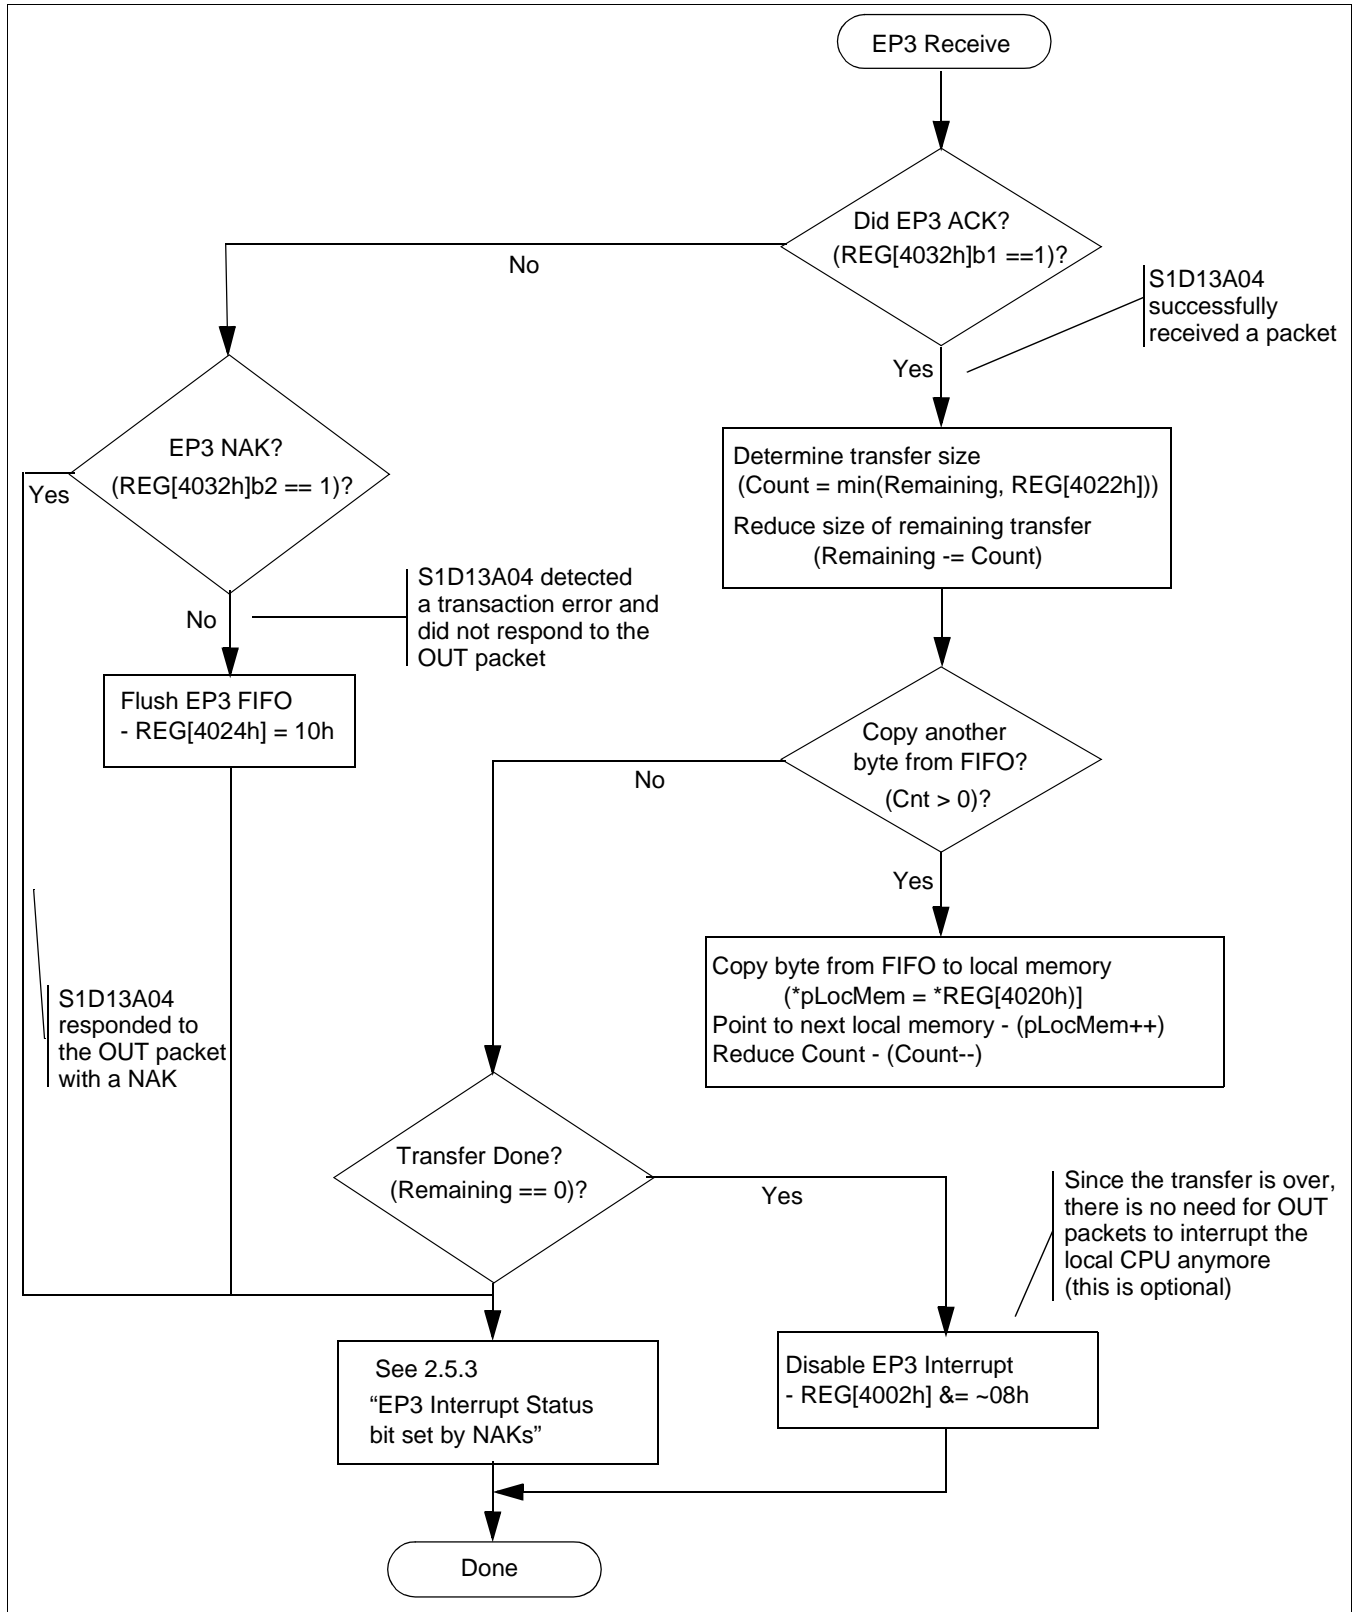 EP3 Receive
Did EP3 ACK?
(REG[4032h]b1 ==1)?
No
S1D13A04
successfully
received a packet
Yes
EP3 NAK?
(REG[4032h]b2 == 1)?
Yes
Determine transfer size
(Count = min(Remaining, REG[4022h]))
Reduce size of remaining transfer
(Remaining -= Count)
S1D13A04 detected
a transaction error and
did not respond to the
OUT packet
No
Flush EP3 FIFO
- REG[4024h] = 10h
Copy another
byte from FIFO?
(Cnt > 0)?
No
Yes
Copy byte from FIFO to local memory
(*pLocMem = *REG[4020h)]
Point to next local memory - (pLocMem++)
Reduce Count - (Count--)
S1D13A04
responded to
the OUT packet
with a NAK
Transfer Done?
(Remaining == 0)?
Yes
Since the transfer is over,
there is no need for OUT
packets to interrupt the
local CPU anymore
(this is optional)
See 2.5.3
“EP3 Interrupt Status
bit set by NAKs”
Disable EP3 Interrupt
- REG[4002h] &= ~08h
Done